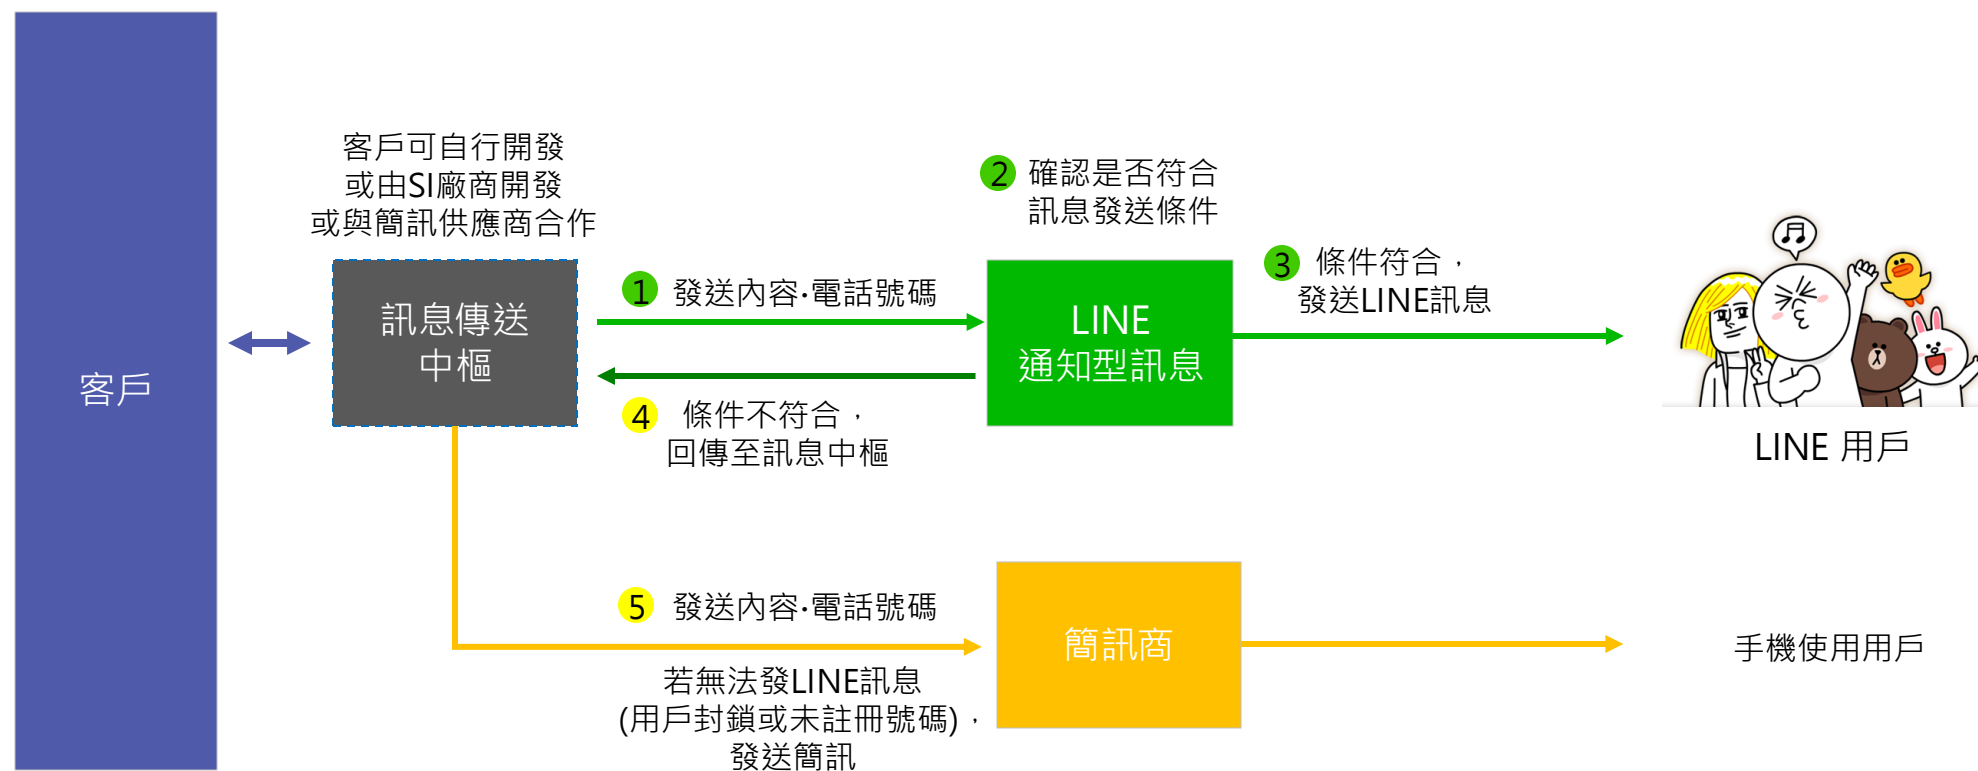 客戶
客戶可自行開發
或由SI廠商開發
或與簡訊供應商合作
訊息傳送
中樞
1 發送內容‧電話號碼
2 確認是否符合
訊息發送條件
LINE
通知型訊息
3 條件符合，
發送LINE訊息
4 條件不符合，
回傳至訊息中樞
LINE 用戶
5 發送內容‧電話號碼
若無法發LINE訊息
(用戶封鎖或未註冊號碼)，
發送簡訊
簡訊商
手機使用用戶